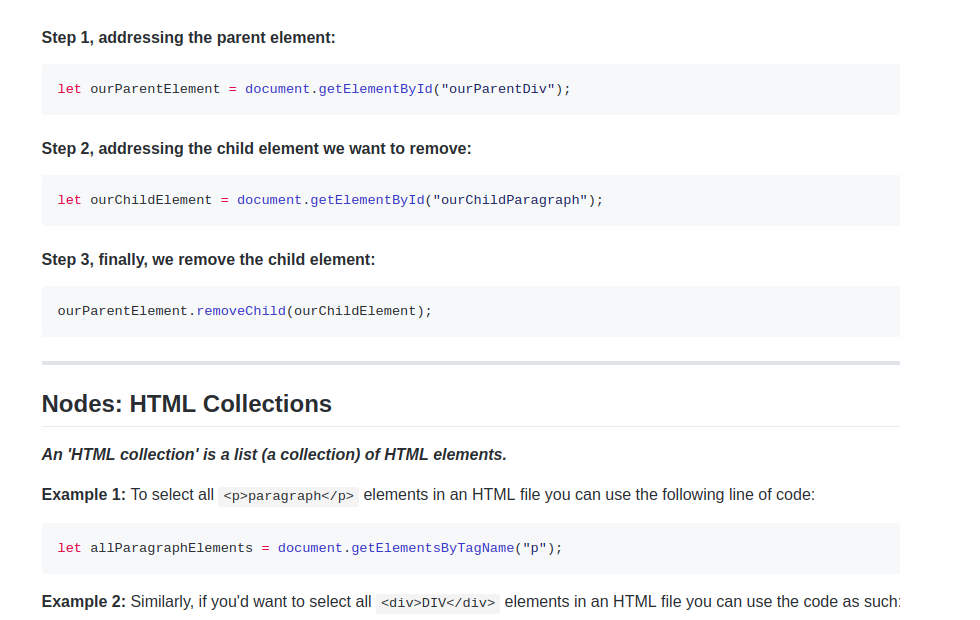 Step 1, addressing the parent element:
let ourParentElement = document.getElementById("ourParentDiv");
Step 2, addressing the child element we want to remove:
let ourChildElement = document.getElementById("ourChildParagraph");
Step 3, finally, we remove the child element:
ourParentElement.removeChild(ourChildElement);
Nodes: HTML Collections
An 'HTML collection' is a list (a collection) of HTML elements.
Example 1: To select all <p>paragraph</p> elements in an HTML file you can use the following line of code:
let allParagraphElements = document.getElementsByTagName("p");
Example 2: Similarly, if you'd want to select all <div>DIV</div> elements in an HTML file you can use the code as such: